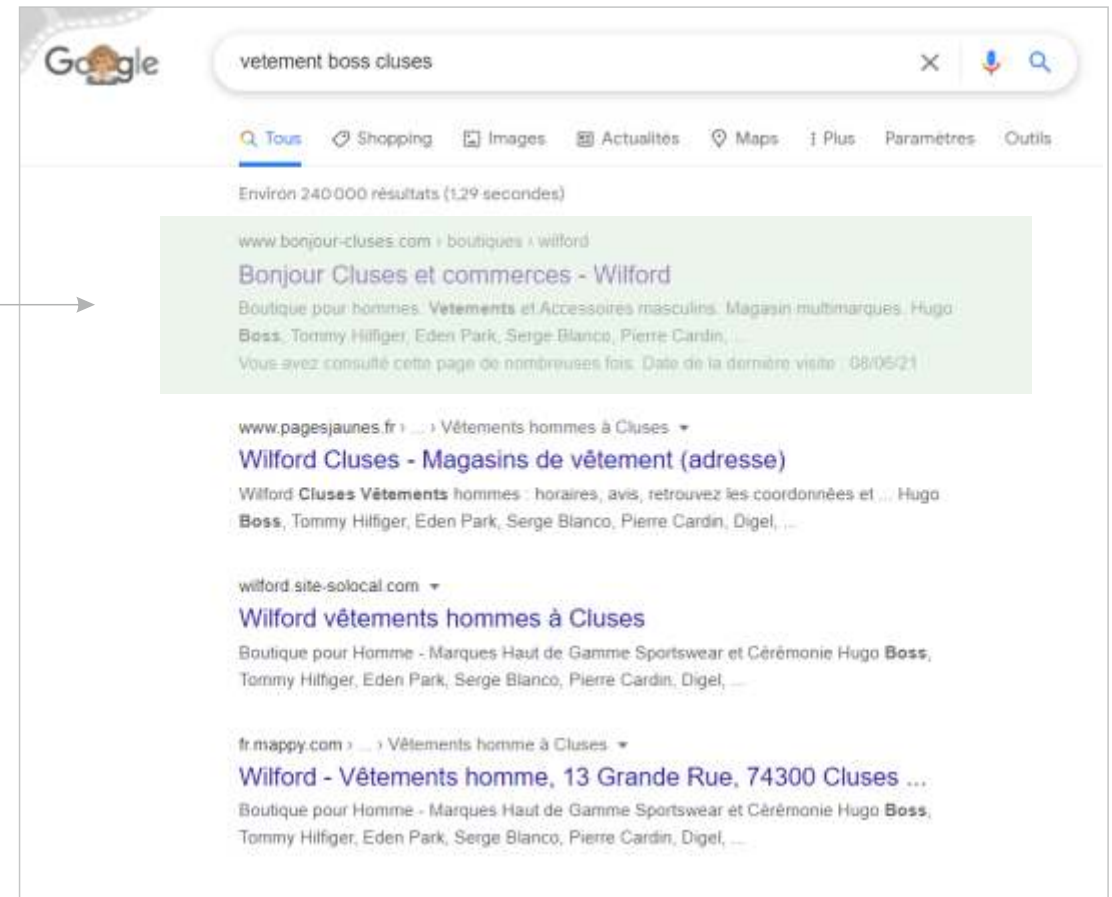 Google
vetement boss cluses
Tous Shopping Images Actualités Maps Plus Paramètres Outils
Environ 240 000 résultats (1,29 secondes)
www.bonjour-cluses.com › boutiques › wilford
Bonjour Cluses et commerces - Wilford
Boutique pour hommes. Vetements et Accessoires masculins. Magasin multimarques. Hugo
Boss, Tommy Hilfiger, Eden Park, Serge Blanco, Pierre Cardin, ...
Vous avez consulté cette page de nombreuses fois. Date de la dernière visite : 08/06/21
www.pagesjaunes.fr › ... › Vêtements hommes à Cluses
Wilford Cluses - Magasins de vêtement (adresse)
Wilford Cluses Vêtements hommes : horaires, avis, retrouvez les coordonnées et ... Hugo
Boss, Tommy Hilfiger, Eden Park, Serge Blanco, Pierre Cardin, Digel, ...
wilford.site-solocal.com
Wilford vêtements hommes à Cluses
Boutique pour Homme - Marques Haut de Gamme Sportswear et Cérémonie Hugo Boss,
Tommy Hilfiger, Eden Park, Serge Blanco, Pierre Cardin, Digel, ...
fr.mappy.com › ... › Vêtements homme à Cluses
Wilford - Vêtements homme, 13 Grande Rue, 74300 Cluses ...
Boutique pour Homme - Marques Haut de Gamme Sportswear et Cérémonie Hugo Boss,
Tommy Hilfiger, Eden Park, Serge Blanco, Pierre Cardin, Digel, ...